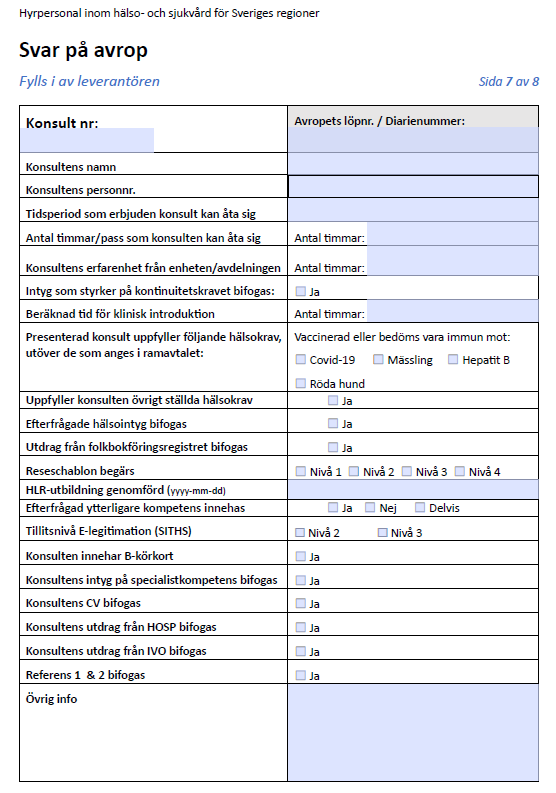 Hyrpersonal inom hälso- och sjukvård för Sveriges regioner
Svar på avrop
Fylls i av leverantören
Sida 7 av 8
Konsult nr:
Avropets löpnr. / Diarienummer:
Konsultens namn
Konsultens personnr.
Tidsperiod som erbjuden konsult kan åta sig
Antal timmar/pass som konsulten kan åta sig Antal timmar:
Konsultens erfarenhet från enheten/avdelningen Antal timmar:
Intyg som styrker på kontinuitetskravet bifogas: Ja
Beräknad tid för klinisk introduktion Antal timmar:
Presenterad konsult uppfyller följande hälsokrav,
utöver de som anges i ramavtalet:
Vaccinerad eller bedöms vara immun mot:
Covid-19 Mässling Hepatit B
Röda hund
Uppfyller konsulten övrigt ställda hälsokrav Ja
Efterfrågade hälsointyg bifogas Ja
Utdrag från folkbokföringsregistret bifogas Ja
Reseschablon begärs Nivå 1 Nivå 2 Nivå 3 Nivå 4
HLR-utbildning genomförd (yyyy-mm-dd)
Efterfrågad ytterligare kompetens innehas Ja Nej Delvis
Tillitsnivå E-legitimation (SITHS) Nivå 2 Nivå 3
Konsulten innehar B-körkort Ja
Konsultens intyg på specialistkompetens bifogas Ja
Konsultens CV bifogas Ja
Konsultens utdrag från HOSP bifogas Ja
Konsultens utdrag från IVO bifogas Ja
Referens 1 & 2 bifogas Ja
Övrig info